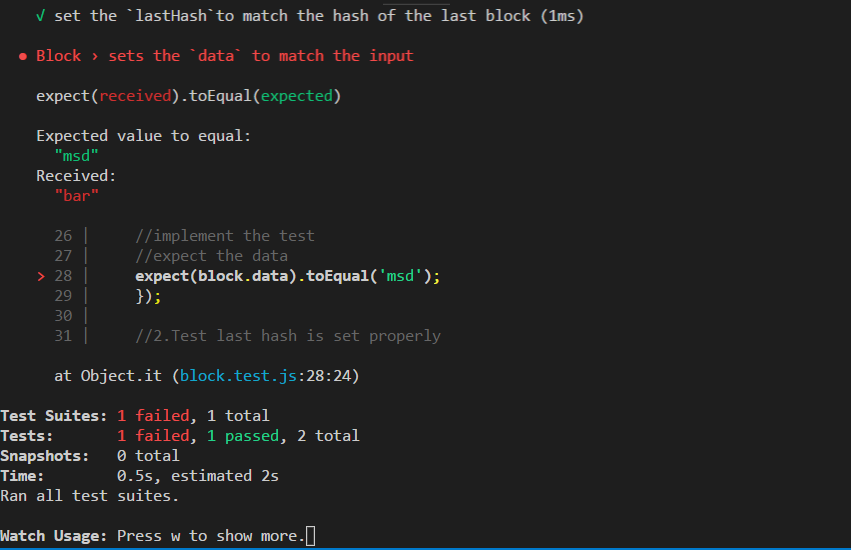 √ set the `lastHash`to match the hash of the last block (1ms)
● Block › sets the `data` to match the input
expect(received).toEqual(expected)
Expected value to equal:
"msd"
Received:
"bar"
26 |     //implement the test
27 |     //expect the data
> 28 |     expect(block.data).toEqual('msd');
29 |     });
30 |
31 |     //2.Test last hash is set properly
at Object.it (block.test.js:28:24)
Test Suites: 1 failed, 1 total
Tests:       1 failed, 1 passed, 2 total
Snapshots:   0 total
Time:        0.5s, estimated 2s
Ran all test suites.
Watch Usage: Press w to show more.